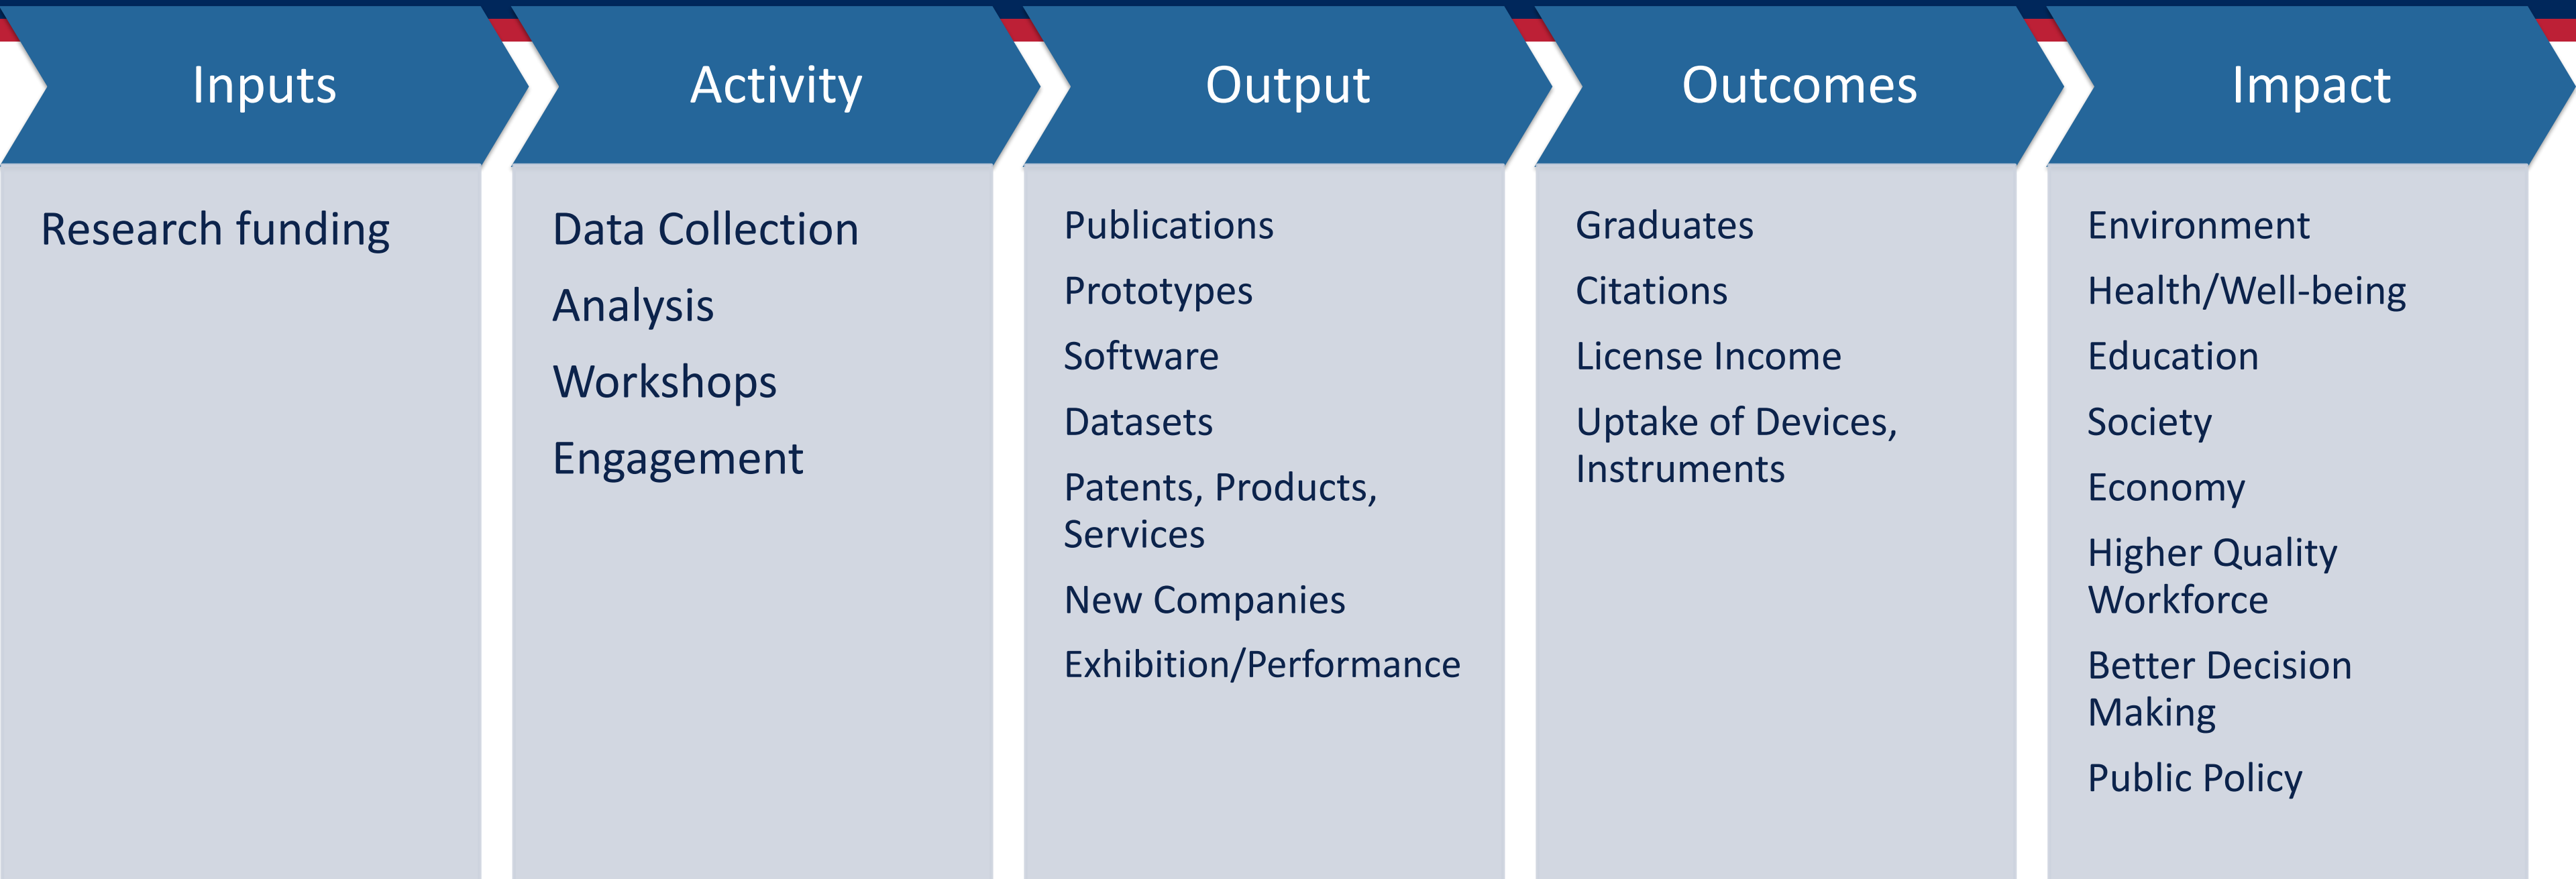 Inputs
Research funding
Activity
Data Collection
Analysis
Workshops
Engagement
Output
Publications
Prototypes
Software
Datasets
Patents, Products,
Services
New Companies
Exhibition/Performance
Outcomes
Graduates
Citations
License Income
Uptake of Devices,
Instruments
Impact
Environment
Health/Well-being
Education
Society
Economy
Higher Quality
Workforce
Better Decision
Making
Public Policy